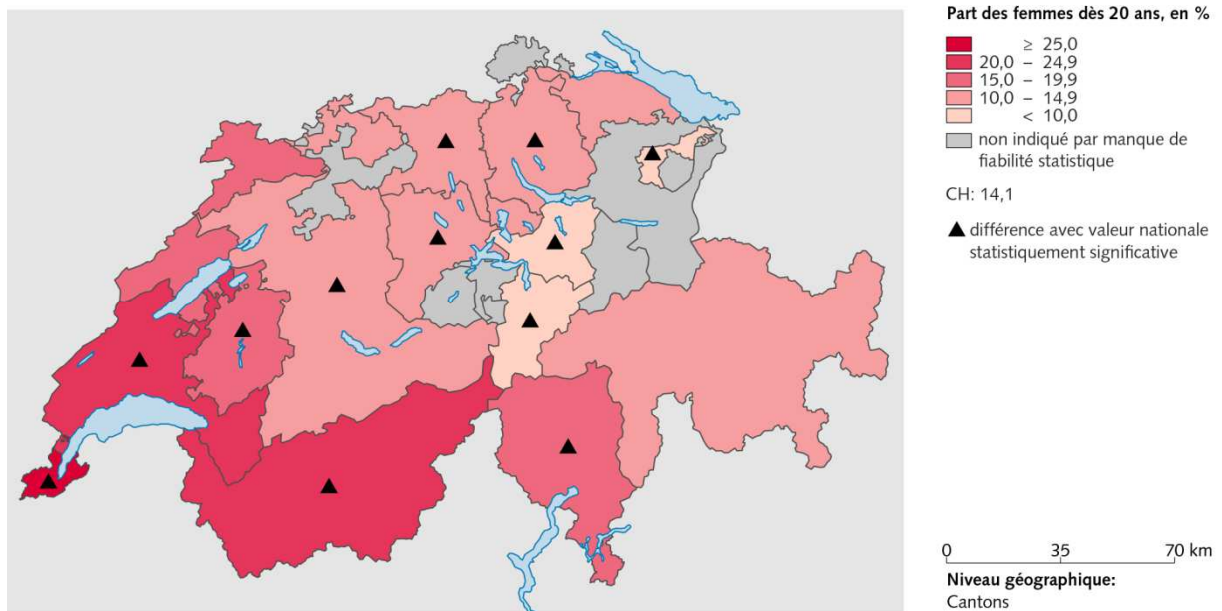 Part des femmes dès 20 ans, en %
≥ 25,0
20,0 – 24,9
15,0 – 19,9
10,0 – 14,9
< 10,0
non indiqué par manque de
fiabilité statistique
CH: 14,1
▲ différence avec valeur nationale
statistiquement significative
0 35 70 km
Niveau géographique:
Cantons